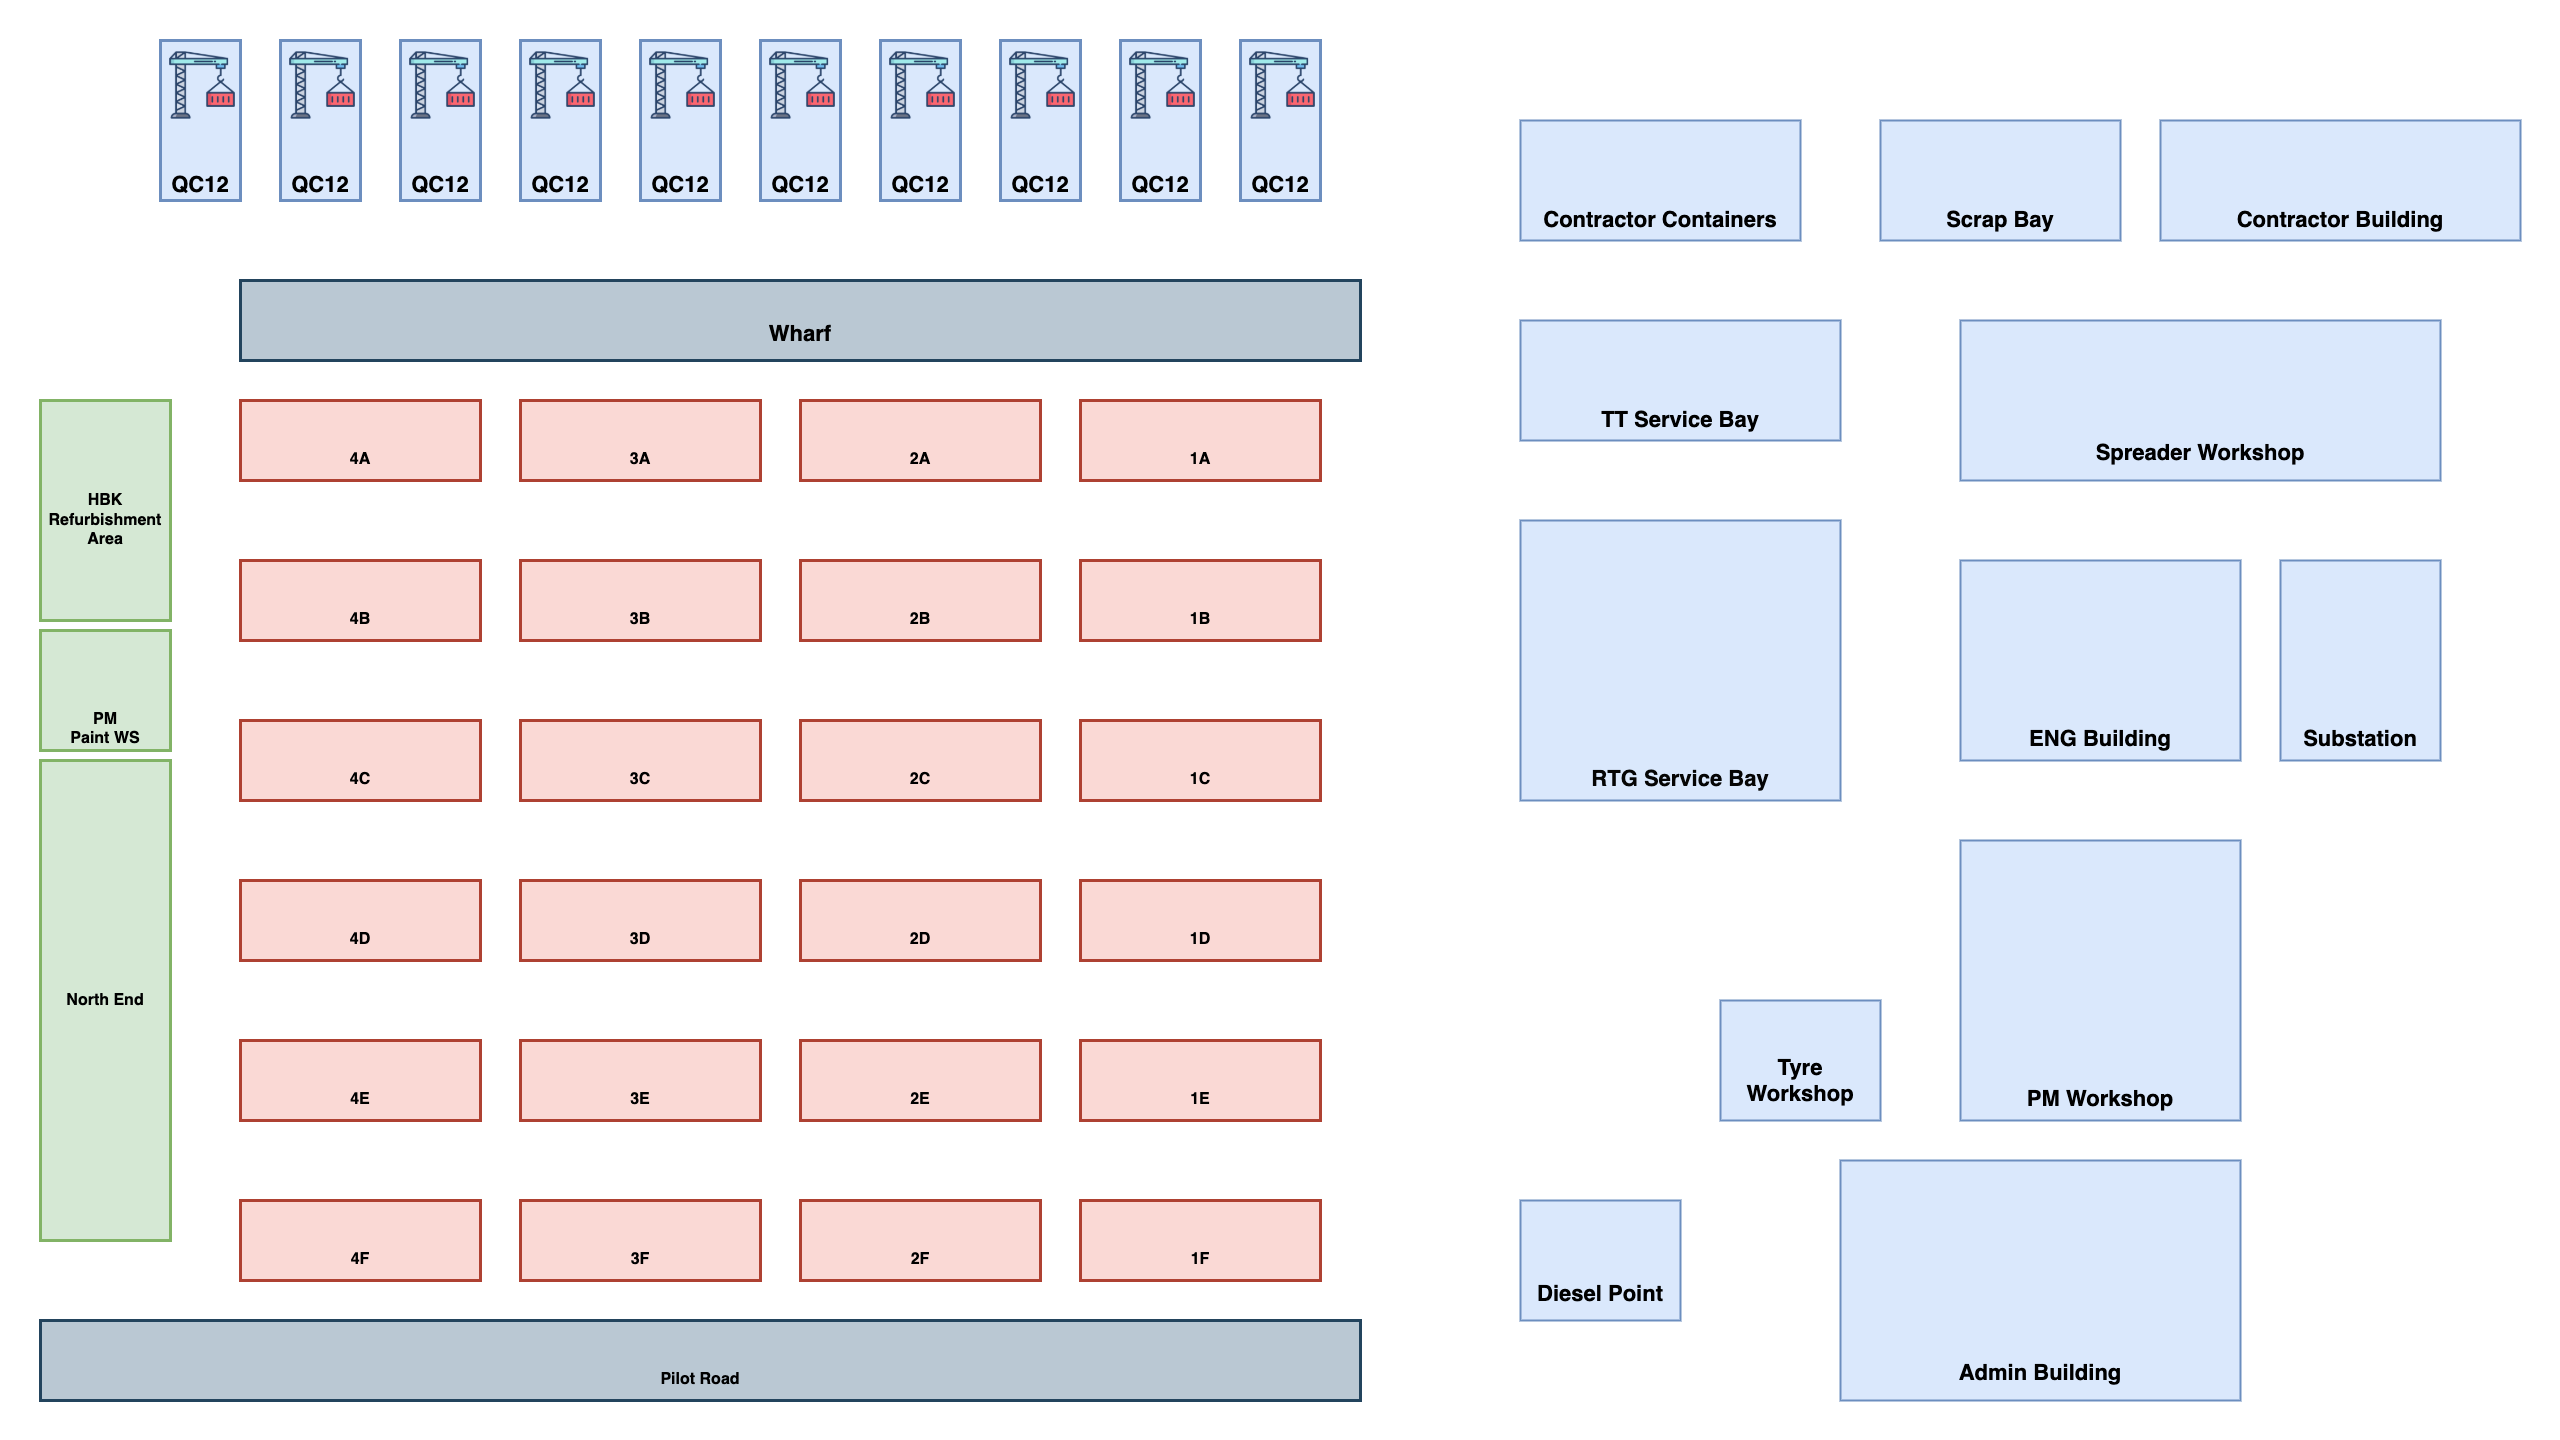 QC12 QC12 QC12 QC12 QC12 QC12 QC12 QC12 QC12 QC12
Contractor Containers
Scrap Bay
Contractor Building
Wharf
TT Service Bay
Spreader Workshop
HBK
Refurbishment
Area
4A 3A 2A 1A
4B 3B 2B 1B
PM
Paint WS
4C 3C 2C 1C
RTG Service Bay
ENG Building
Substation
4D 3D 2D 1D
North End
4E 3E 2E 1E
Tyre
Workshop
PM Workshop
4F 3F 2F 1F
Diesel Point
Admin Building
Pilot Road